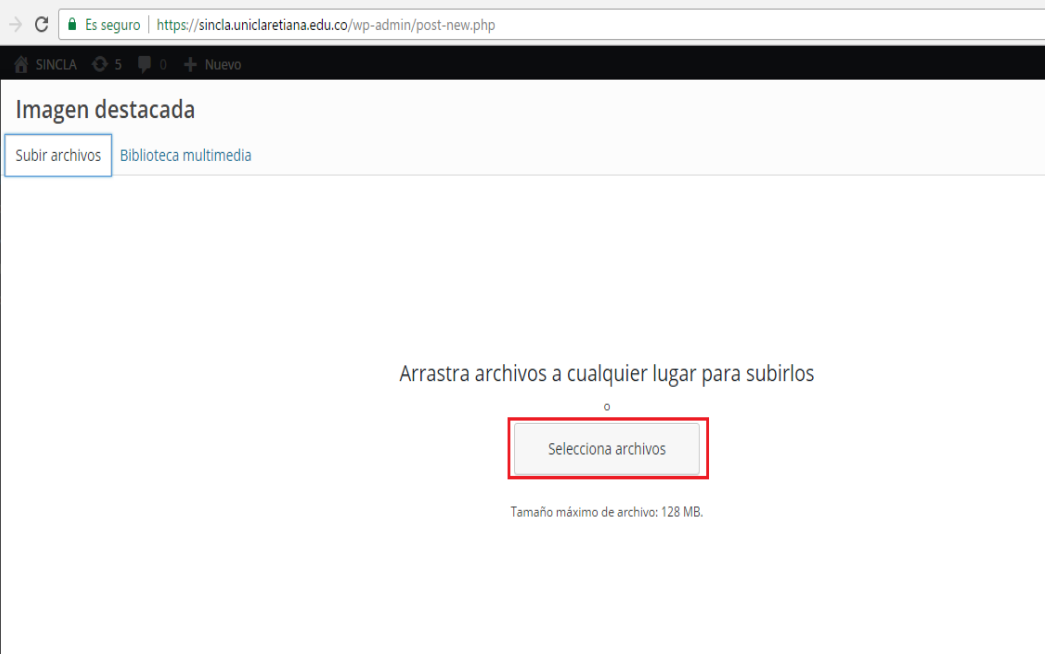 Es seguro | https://sincla.uniclaretiana.edu.co/wp-admin/post-new.php
SINCLA 5 0 + Nuevo
Imagen destacada
Subir archivos Biblioteca multimedia
Arrastra archivos a cualquier lugar para subirlos
o
Selecciona archivos
Tamaño máximo de archivo: 128 MB.